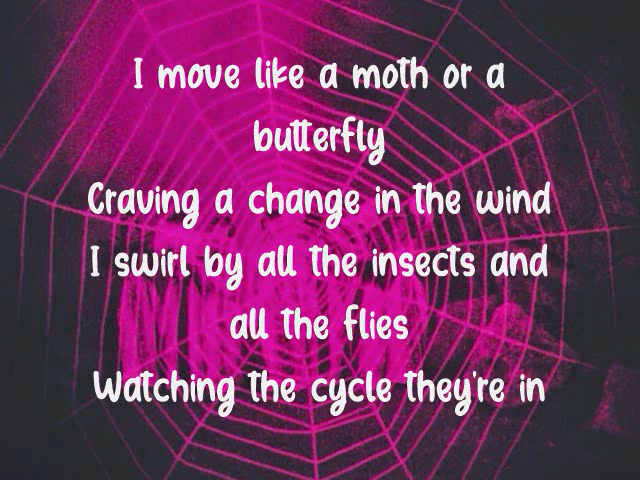 I move like a moth or a
butterfly
Craving a change in the wind
I swirl by all the insects and
all the flies
Watching the cycle they're in